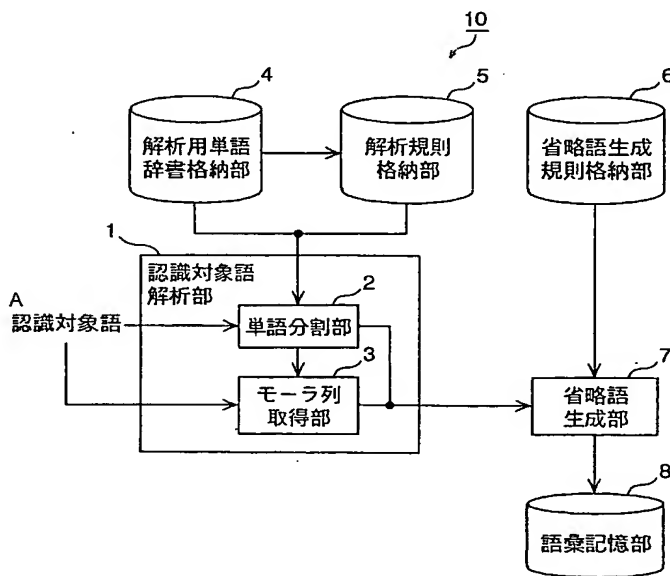 10
4
5
6
解析用単語
辞書格納部
解析規則
格納部
省略語生成
規則格納部
1
認識対象語
解析部
2
A
認識対象語
単語分割部
3
モーラ列
取得部
7
省略語
生成部
8
語彙記憶部